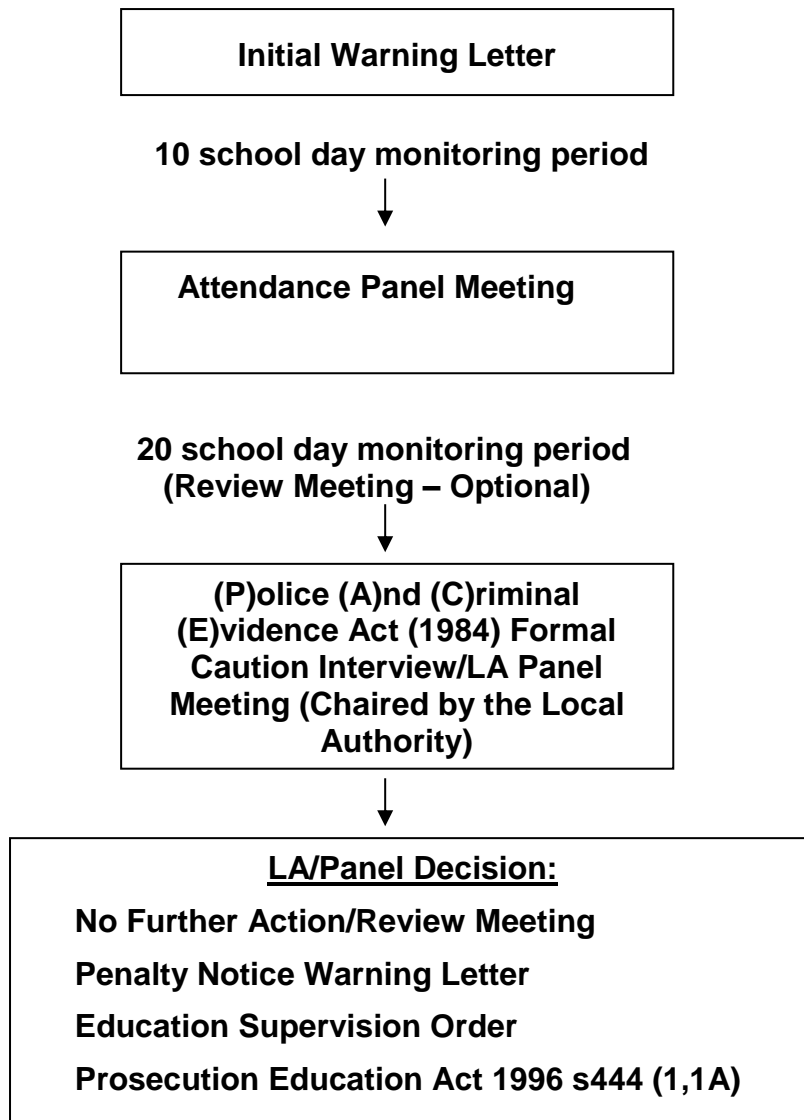 Initial Warning Letter
10 school day monitoring period
Attendance Panel Meeting
20 school day monitoring period
(Review Meeting – Optional)
(P)olice (A)nd (C)riminal
(E)vidence Act (1984) Formal
Caution Interview/LA Panel
Meeting (Chaired by the Local
Authority)
LA/Panel Decision:
No Further Action/Review Meeting
Penalty Notice Warning Letter
Education Supervision Order
Prosecution Education Act 1996 s444 (1,1A)